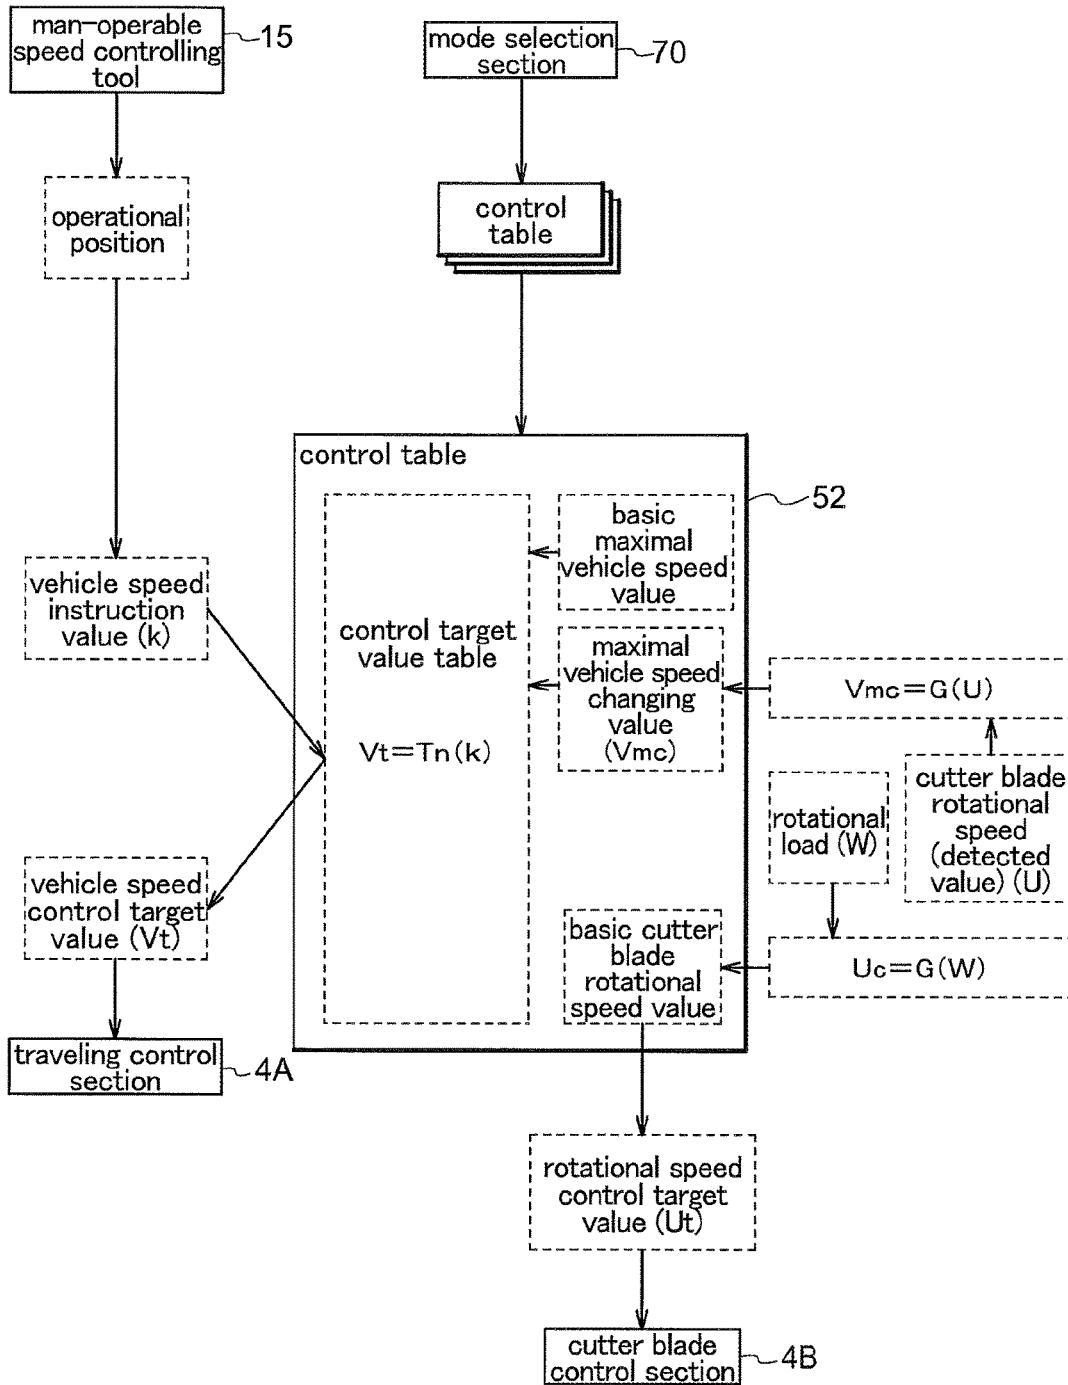 man-operable
speed controlling
tool
15
mode selection
section
70
operational
position
control
table
control table
52
basic
maximal
vehicle speed
value
vehicle speed
instruction
value (k)
control target
value table
Vt=Tn(k)
maximal
vehicle speed
changing
value
(Vmc)
Vmc=G(U)
cutter blade
rotational
speed
(detected
value) (U)
rotational
load (W)
vehicle speed
control target
value (Vt)
basic cutter
blade
rotational
speed value
Uc=G(W)
traveling control
section
4A
rotational speed
control target
value (Ut)
cutter blade
control section
4B